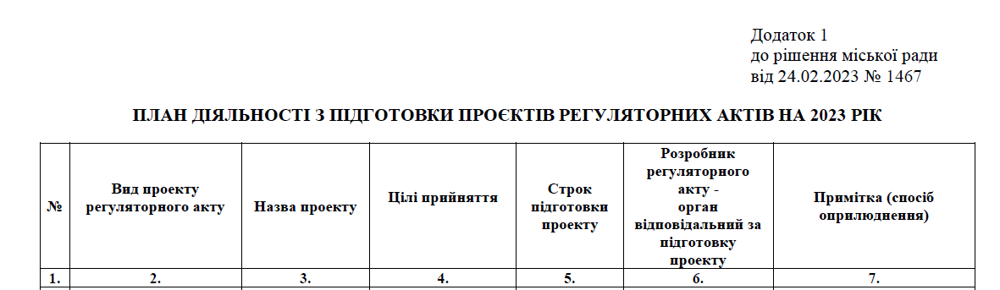 Додаток 1
до рішення міської ради
від 24.02.2023 № 1467
ПЛАН ДІЯЛЬНОСТІ З ПІДГОТОВКИ ПРОЄКТІВ РЕГУЛЯТОРНИХ АКТІВ НА 2023 РІК
№
Вид проекту
регуляторного акту
Назва проекту
Цілі прийняття
Строк
підготовки
проекту
Розробник
регуляторного
акту -
орган
відповідальний за
підготовку
проекту
Примітка (спосіб
оприлюднення)
1.
2.
3.
4.
5.
6.
7.